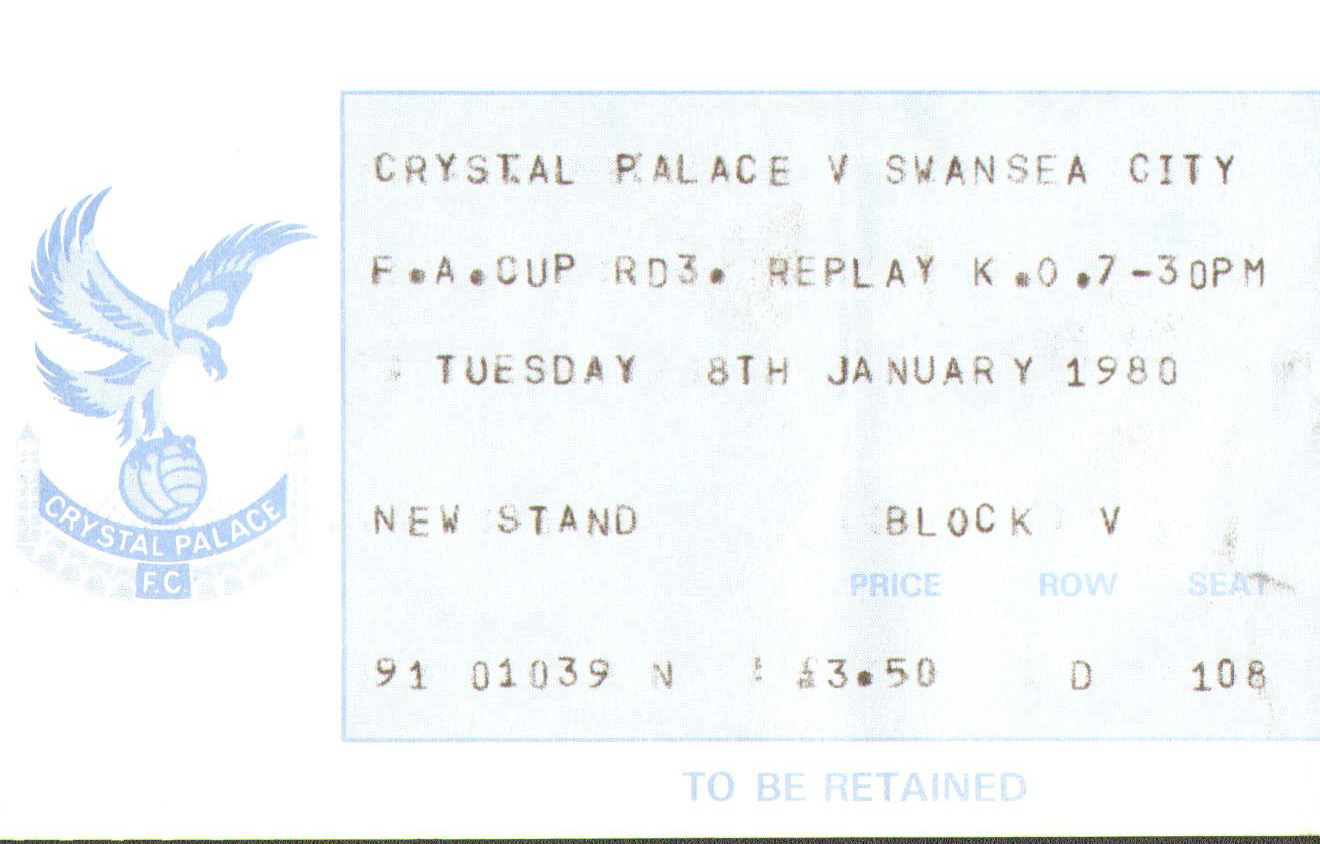 CRYSTAL PALACE V SWANSEA CITY
F.A.CUP RD3. REPLAY K.O.7-30PM
TUESDAY 8TH JANUARY 1980
NEW STAND BLOCK V
PRICE ROW SEAT
91 01039 N £3.50 D 108
TO BE RETAINED
CRYSTAL PALACE
F.C.